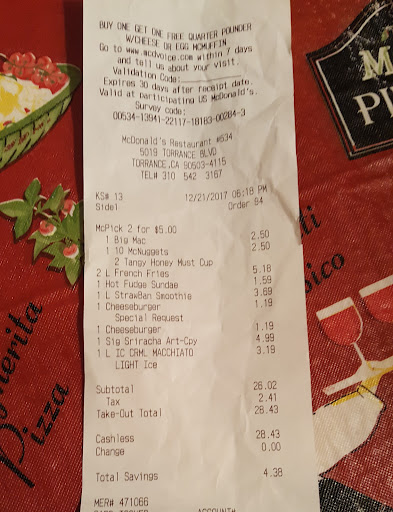 BUY ONE GET ONE FREE QUARTER POUNDER
W/CHEESE OR EGG MCMUFFIN
Go to www.mcdvoice.com within 7 days
and tell us about your visit.
Validation Code:
Expires 30 days after receipt date.
Valid at participating US McDonald's.
Survey code:
00534-13941-22117-18183-00284-3
McDonald's Restaurant #534
5019 TORRANCE BLVD
TORRANCE,CA 90503-4115
TEL# 310 542 3167
KS# 13 12/21/2017 06:18 PM
Side1 Order 94
McPick 2 for $5.00
1 Big Mac 2.50
1 10 McNuggets 2.50
2 Tangy Honey Must Cup
2 L French Fries 5.18
1 Hot Fudge Sundae 1.59
1 L StrawBan Smoothie 3.69
1 Cheeseburger 1.19
Special Request
1 Cheeseburger 1.19
1 Sig Sriracha Art-Cpy 4.99
1 L IC CRML MACCHIATO 3.19
LIGHT Ice
Subtotal 26.02
Tax 2.41
Take-Out Total 28.43
Cashless 28.43
Change 0.00
Total Savings 4.38
MER# 471066
ACCOUNT#
Pizza